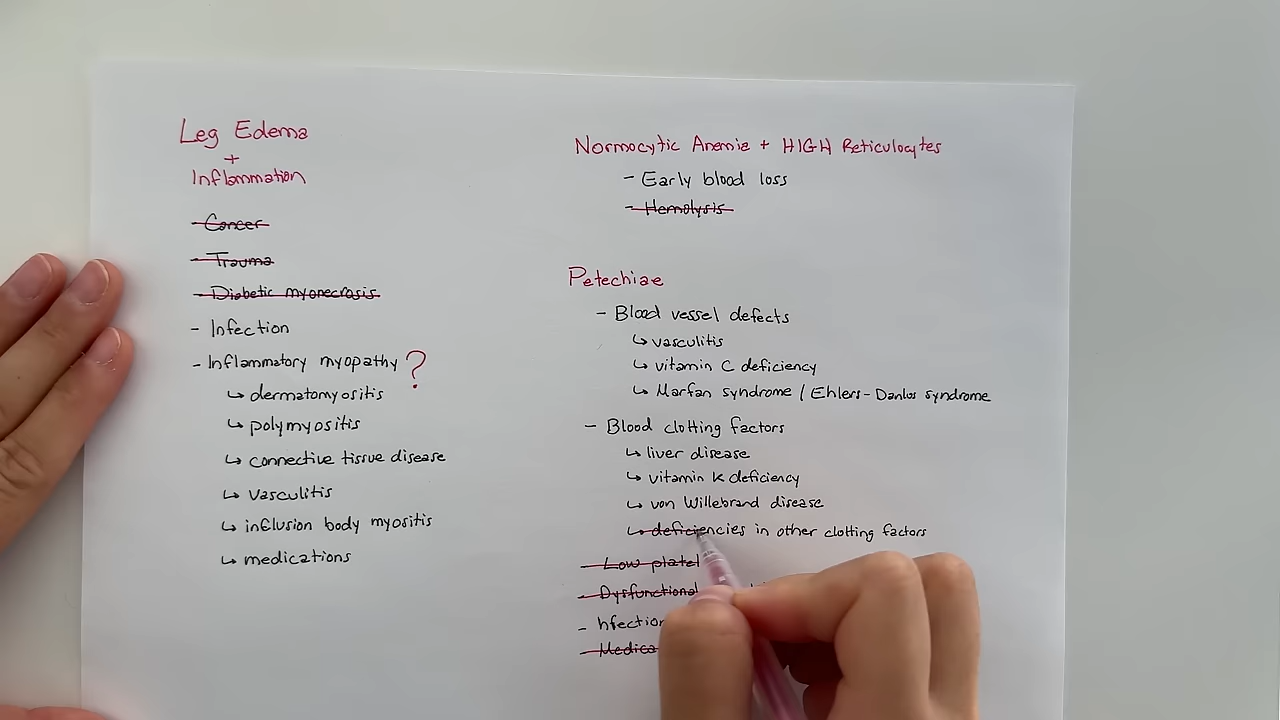 Leg Edema
+
Inflammation
- Cancer
- Trauma
- Diabetic myonecrosis
- Infection
- Inflammatory myopathy ?
↳ dermatomyositis
↳ polymyositis
↳ connective tissue disease
↳ vasculitis
↳ inclusion body myositis
↳ medications
Normocytic Anemia + HIGH Reticulocytes
- Early blood loss
- Hemolysis
Petechiae
- Blood vessel defects
↳ vasculitis
↳ vitamin C deficiency
↳ Marfan syndrome / Ehlers-Danlos syndrome
- Blood clotting factors
↳ liver disease
↳ vitamin K deficiency
↳ von Willebrand disease
↳ deficiencies in other clotting factors
- Low platel
- Dysfunctional
- Infection
- Medica